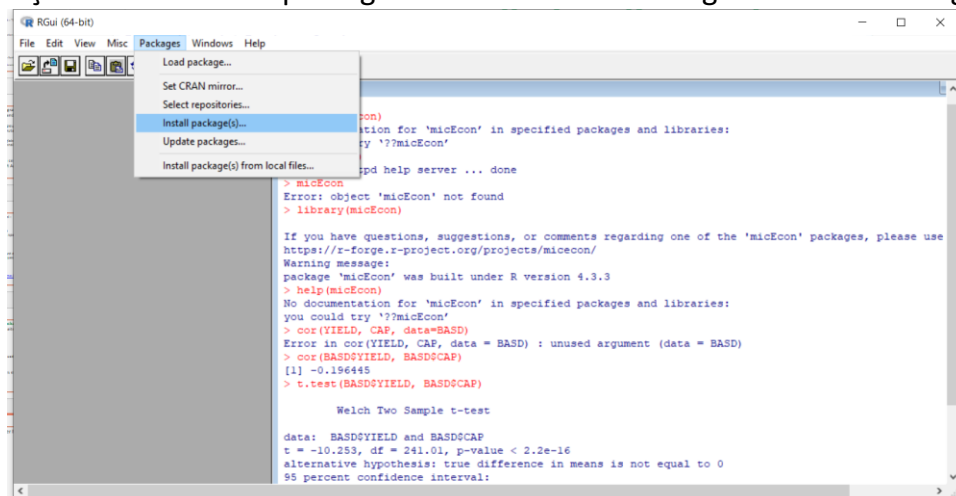 RGui (64-bit)
File Edit View Misc Packages Windows Help
Load package...
Set CRAN mirror...
Select repositories...
Install package(s)...
Update packages...
Install package(s) from local files...
for 'micEcon' in specified packages and libraries:
'??micEcon'
help server ... done
> micEcon
Error: object 'micEcon' not found
> library(micEcon)
If you have questions, suggestions, or comments regarding one of the 'micEcon' packages, please use
https://r-forge.r-project.org/projects/micecon/
Warning message:
package 'micEcon' was built under R version 4.3.3
> help(micEcon)
No documentation for 'micEcon' in specified packages and libraries:
you could try '??micEcon'
> cor(YIELD, CAP, data=BASD)
Error in cor(YIELD, CAP, data = BASD) : unused argument (data = BASD)
> cor(BASD$YIELD, BASD$CAP)
[1] -0.196445
> t.test(BASD$YIELD, BASD$CAP)
Welch Two Sample t-test
data: BASD$YIELD and BASD$CAP
t = -10.253, df = 241.01, p-value < 2.2e-16
alternative hypothesis: true difference in means is not equal to 0
95 percent confidence interval: